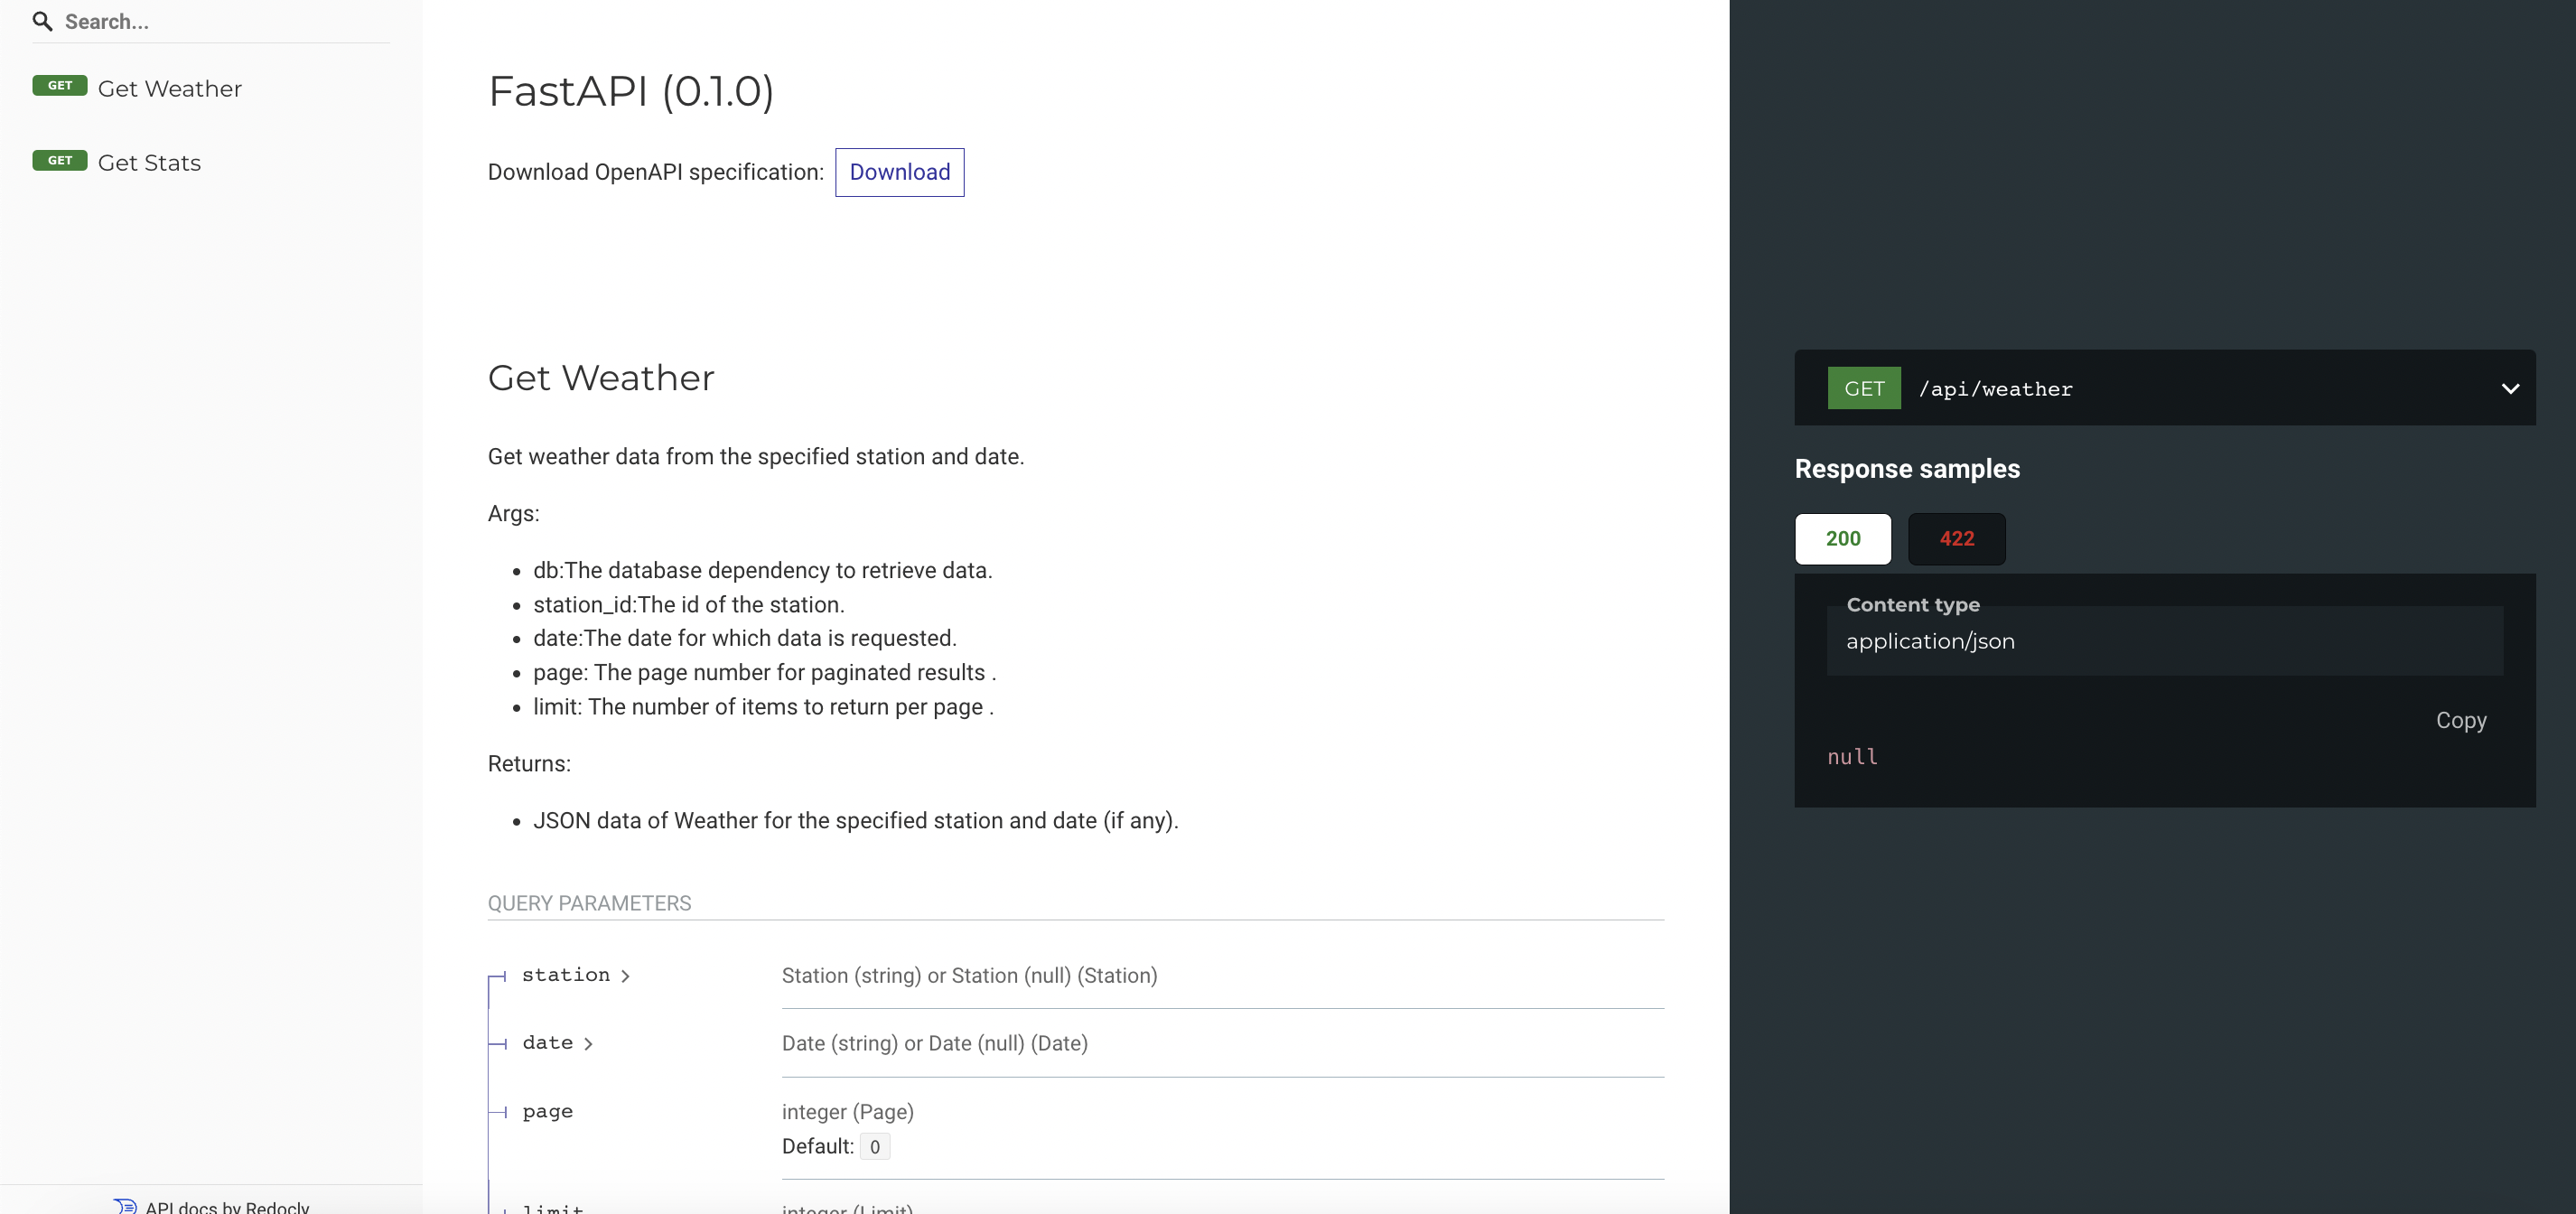 Search...
GET Get Weather
GET Get Stats
API docs by Redocly
FastAPI (0.1.0)
Download OpenAPI specification: Download
Get Weather
Get weather data from the specified station and date.
Args:
• db:The database dependency to retrieve data.
• station_id:The id of the station.
• date:The date for which data is requested.
• page: The page number for paginated results .
• limit: The number of items to return per page .
Returns:
• JSON data of Weather for the specified station and date (if any).
QUERY PARAMETERS
station Station (string) or Station (null) (Station)
date Date (string) or Date (null) (Date)
page integer (Page)
Default: 0
limit integer (Limit)
GET /api/weather
Response samples
200 422
Content type
application/json
Copy
null